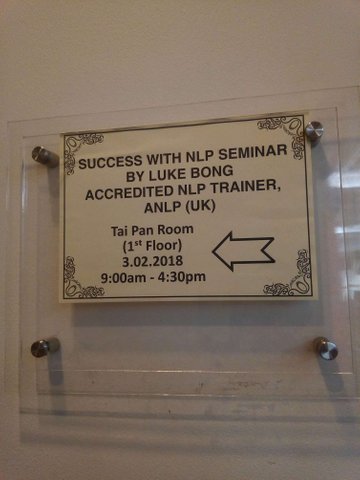 SUCCESS WITH NLP SEMINAR
BY LUKE BONG
ACCREDITED NLP TRAINER,
ANLP (UK)
Tai Pan Room
(1st Floor)
3.02.2018
9:00am - 4:30pm